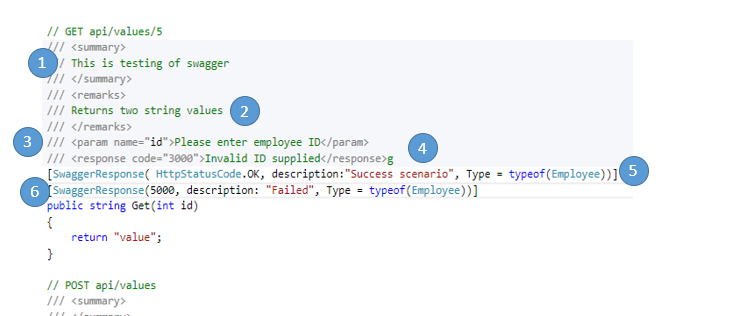 // GET api/values/5
/// <summary>
1 /// This is testing of swagger
/// </summary>
/// <remarks>
/// Returns two string values 2
/// </remarks>
3 /// <param name="id">Please enter employee ID</param> 4
/// <response code="3000">Invalid ID supplied</response>g
[SwaggerResponse( HttpStatusCode.OK, description:"Success scenario", Type = typeof(Employee))] 5
6 [SwaggerResponse(5000, description: "Failed", Type = typeof(Employee))]
public string Get(int id)
{
return "value";
}
// POST api/values
/// <summary>
/// </summary>